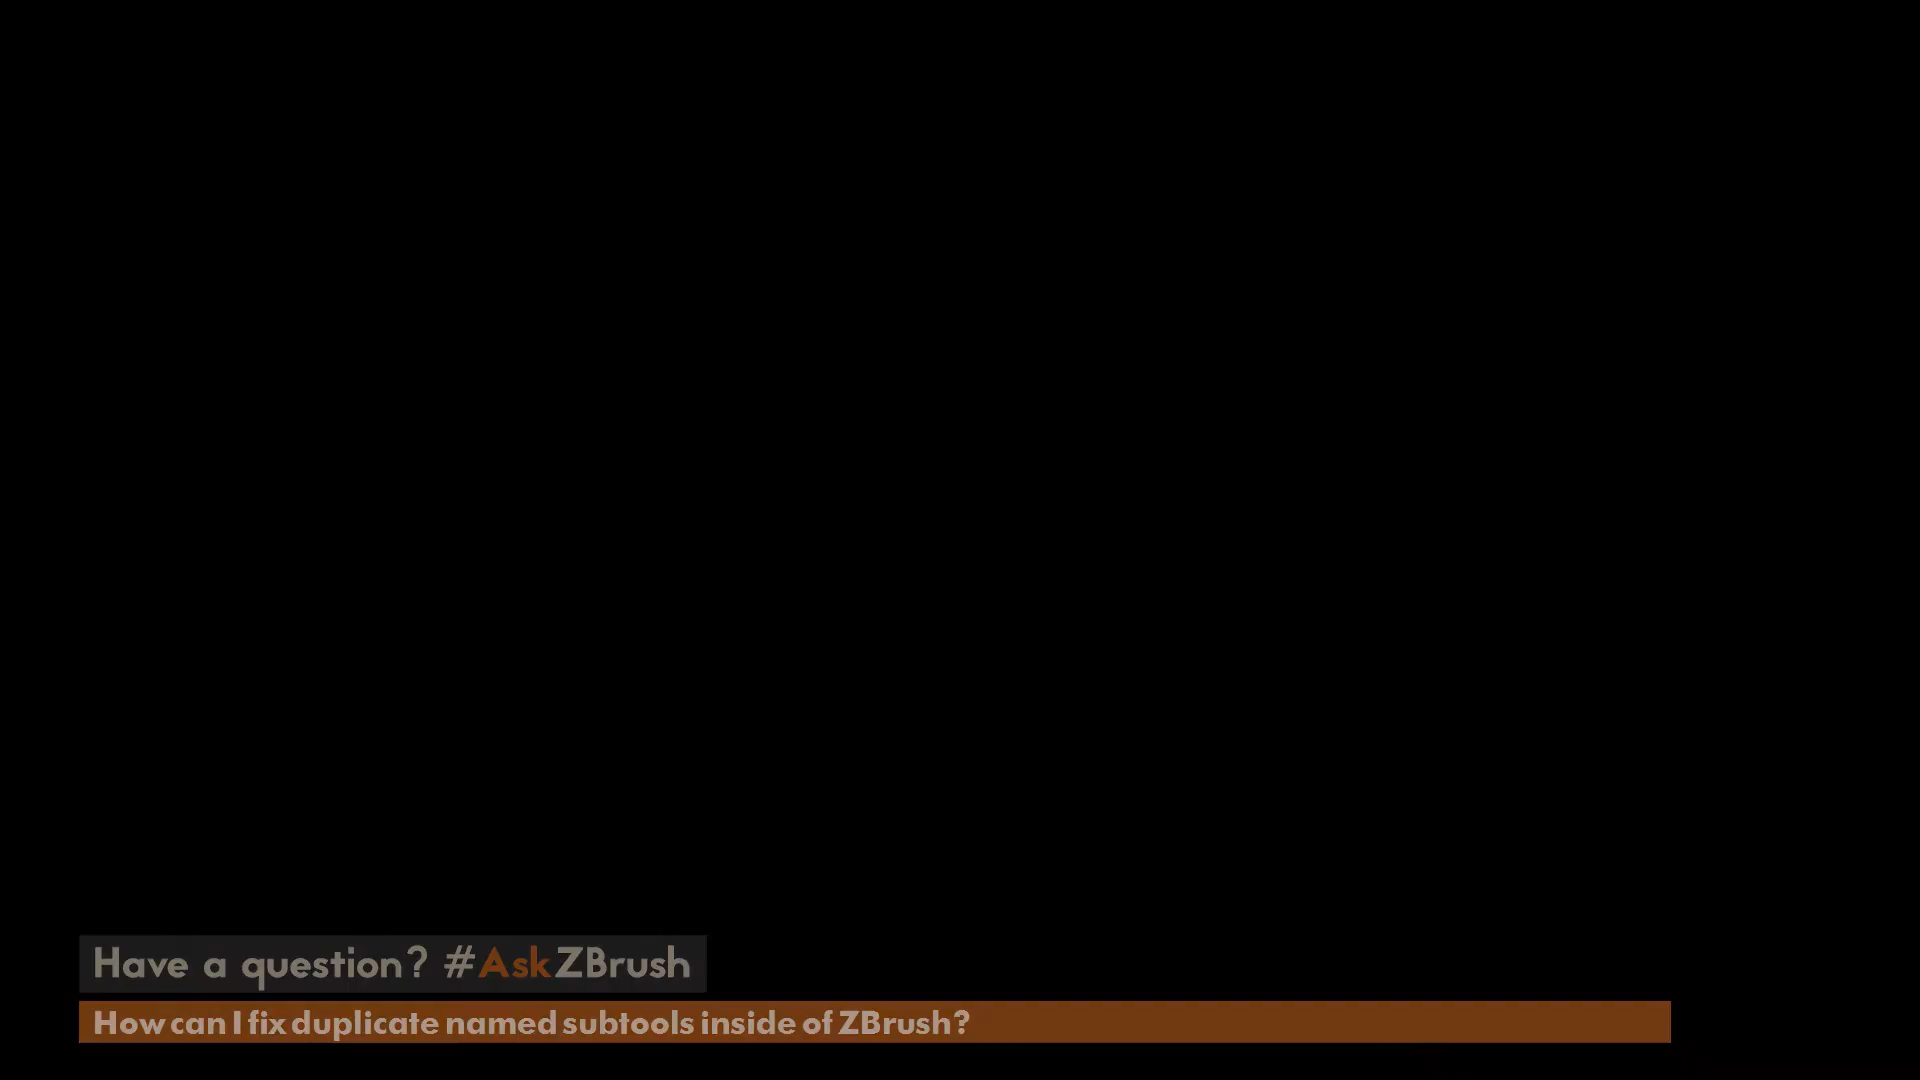 Have a question? #AskZBrush
How can I fix duplicate named subtools inside of ZBrush?